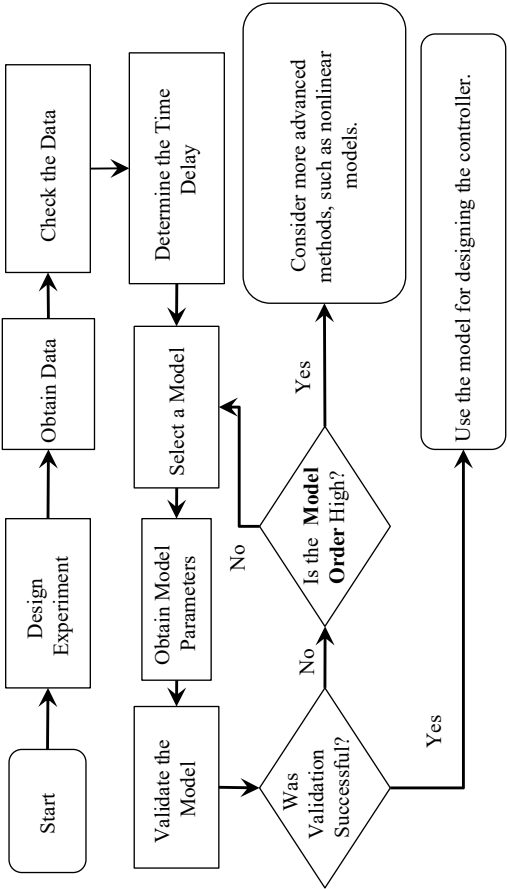 Start
Design
Experiment
Obtain Data
Check the Data
Determine the Time
Delay
Select a Model
Obtain Model
Parameters
Validate the
Model
Was
Validation
Successful?
No
Is the Model
Order High?
No
Yes
Consider more advanced
methods, such as nonlinear
models.
Yes
Use the model for designing the controller.